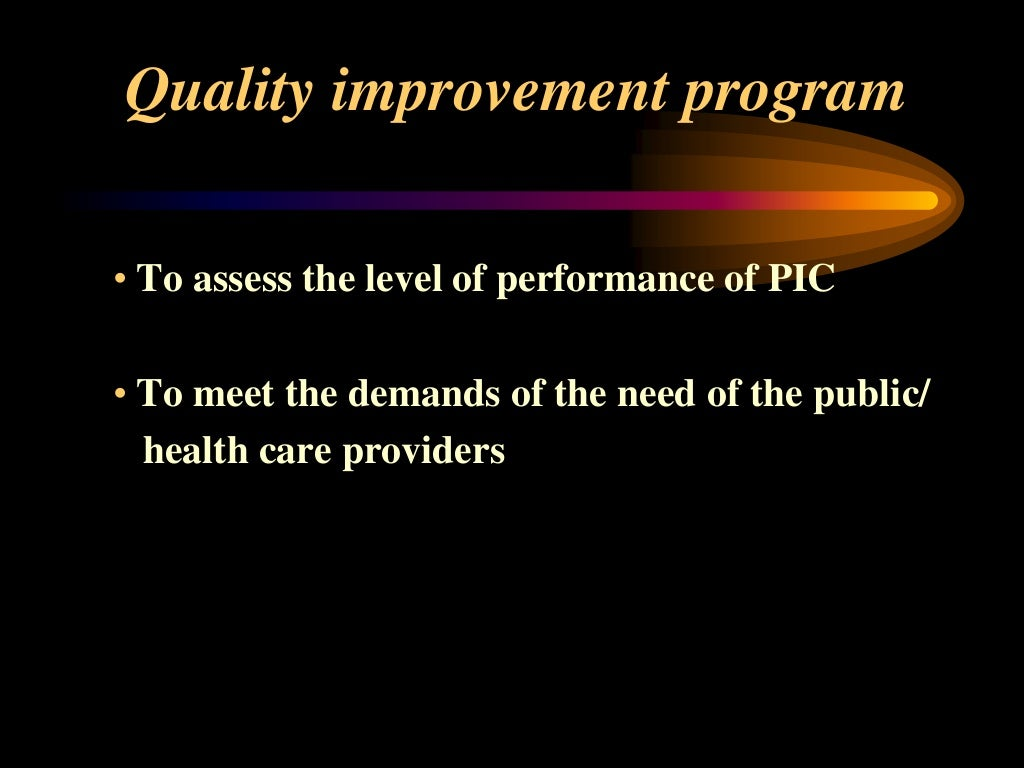 Quality improvement program
• To assess the level of performance of PIC
• To meet the demands of the need of the public/
health care providers